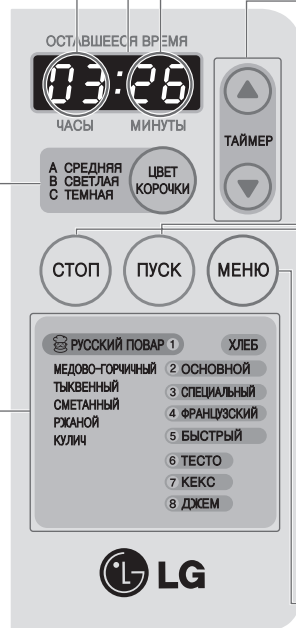 ОСТАВШЕЕСЯ ВРЕМЯ
03:26
ЧАСЫ МИНУТЫ
ТАЙМЕР
A СРЕДНЯЯ
B СВЕТЛАЯ
C ТЕМНАЯ
ЦВЕТ
КОРОЧКИ
СТОП ПУСК МЕНЮ
РУССКИЙ ПОВАР 1 ХЛЕБ
МЕДОВО-ГОРЧИЧНЫЙ 2 ОСНОВНОЙ
ТЫКВЕННЫЙ 3 СПЕЦИАЛЬНЫЙ
СМЕТАННЫЙ 4 ФРАНЦУЗСКИЙ
РЖАНОЙ 5 БЫСТРЫЙ
КУЛИЧ
6 ТЕСТО
7 КЕКС
8 ДЖЕМ
LG